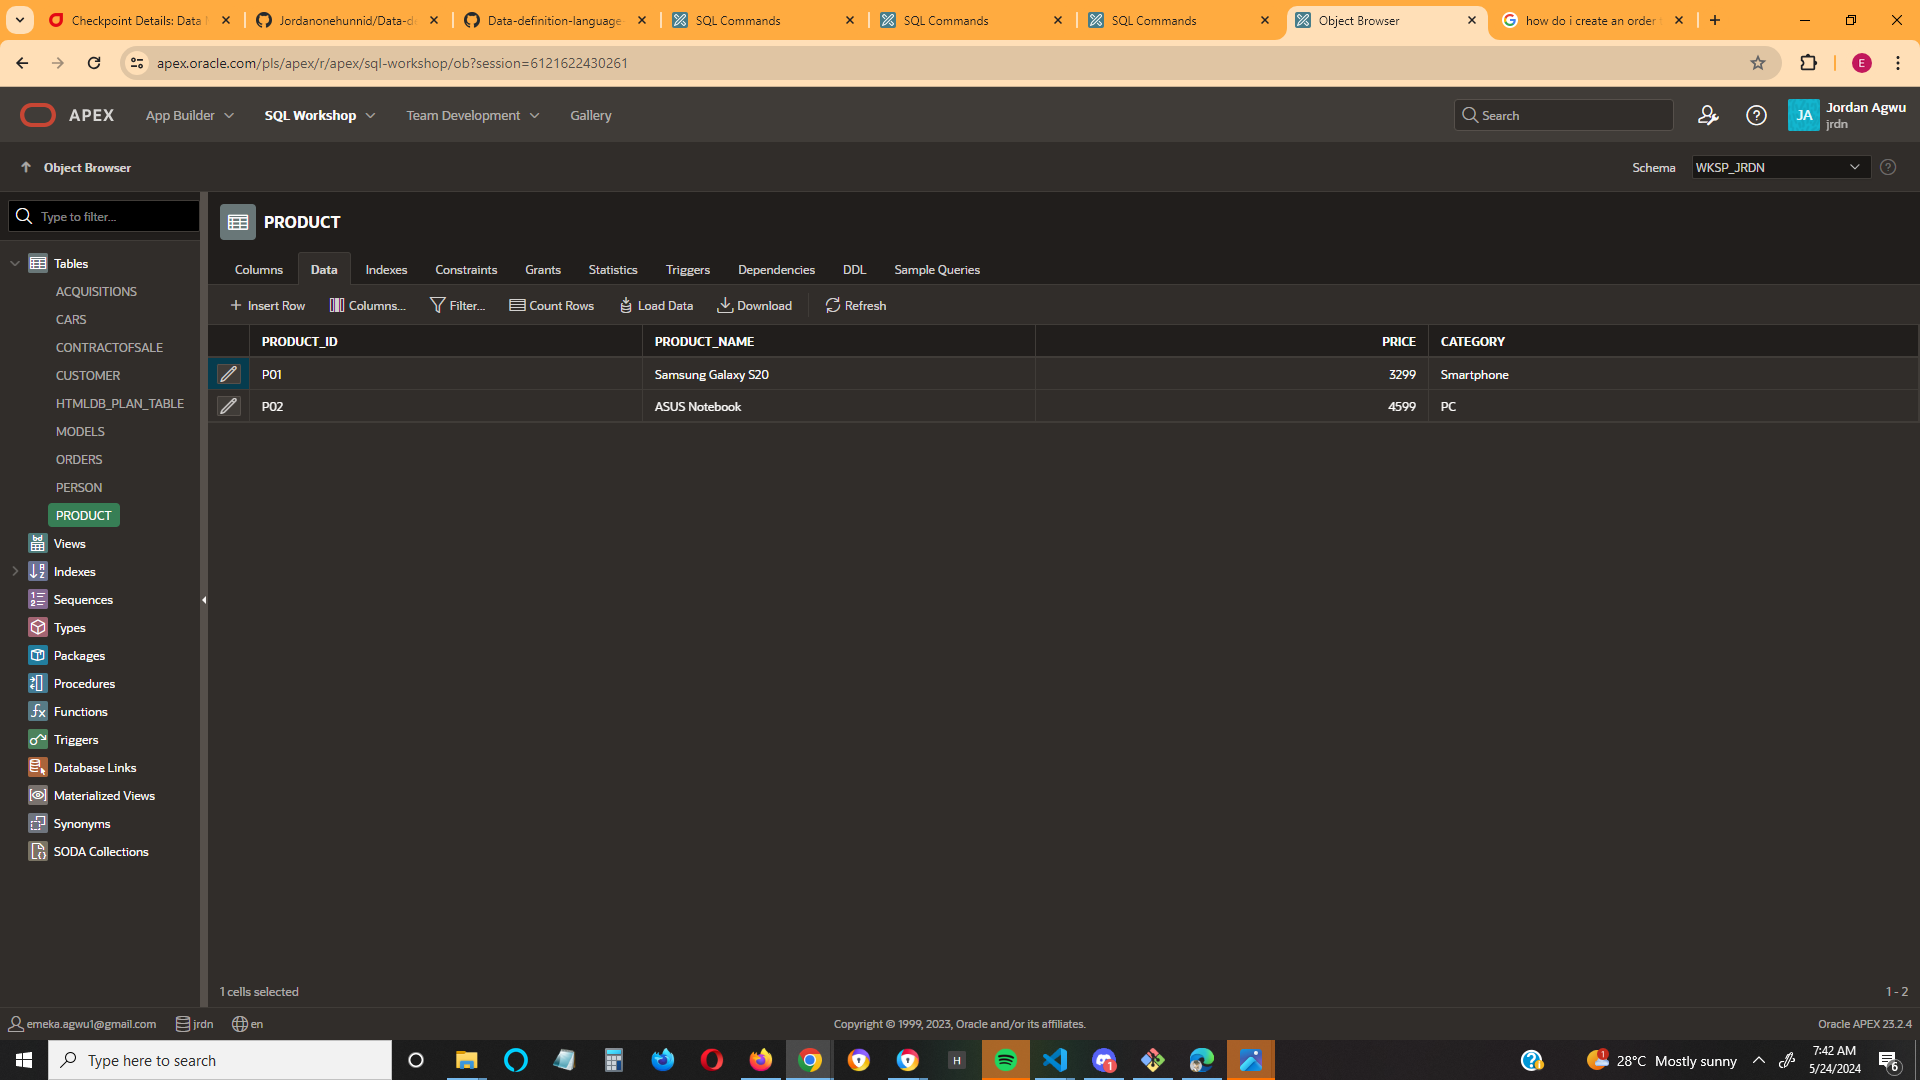 Checkpoint Details: Data
Jordanonehunnid/Data-de
Data-definition-language
SQL Commands
SQL Commands
SQL Commands
Object Browser
how do i create an order
apex.oracle.com/pls/apex/r/apex/sql-workshop/ob?session=6121622430261
E
APEX
App Builder
SQL Workshop
Team Development
Gallery
Search
JA
Jordan Agwu
jrdn
Object Browser
Schema
WKSP_JRDN
Type to filter...
PRODUCT
Columns
Data
Indexes
Constraints
Grants
Statistics
Triggers
Dependencies
DDL
Sample Queries
Insert Row
Columns...
Filter...
Count Rows
Load Data
Download
Refresh
PRODUCT_ID PRODUCT_NAME PRICE CATEGORY
P01 Samsung Galaxy S20 3299 Smartphone
P02 ASUS Notebook 4599 PC
Tables
ACQUISITIONS
CARS
CONTRACTOFSALE
CUSTOMER
HTMLDB_PLAN_TABLE
MODELS
ORDERS
PERSON
PRODUCT
Views
Indexes
Sequences
Types
Packages
Procedures
Functions
Triggers
Database Links
Materialized Views
Synonyms
SODA Collections
1 cells selected
1 - 2
emeka.agwu1@gmail.com
jrdn
en
Copyright © 1999, 2023, Oracle and/or its affiliates.
Oracle APEX 23.2.4
Type here to search
H
1
1
28°C Mostly sunny
7:42 AM
5/24/2024
6